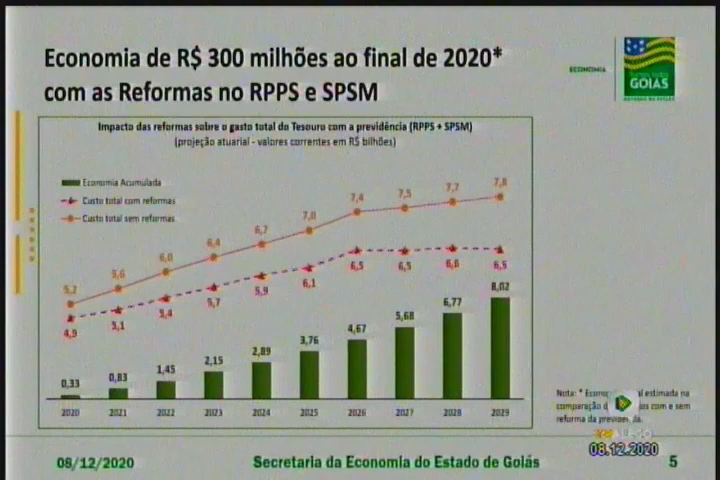 Economia de R$ 300 milhões ao final de 2020*
com as Reformas no RPPS e SPSM
ECONOMIA
GOIÁS
Impacto das reformas sobre o gasto total do Tesouro com a previdência (RPPS + SPSM)
(projeção atuarial - valores correntes em R$ bilhões)
Economia Acumulada
Custo total com reformas
Custo total sem reformas
5,2 5,6 6,0 6,4 6,7 7,0 7,4 7,5 7,7 7,8
4,9 5,1 5,4 5,7 5,9 6,1 6,5 6,5 6,6 6,5
0,33 0,83 1,45 2,15 2,89 3,76 4,67 5,68 6,77 8,02
2020 2021 2022 2023 2024 2025 2026 2027 2028 2029
Nota: * estimada na
comparação com e sem
reforma da
08.12.2020
08/12/2020
Secretaria da Economia do Estado de Goiás
5